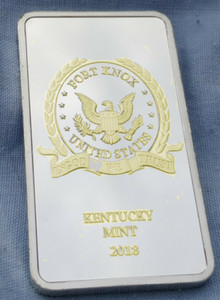 FORT KNOX
UNITED STATES
KENTUCKY
MINT
2018